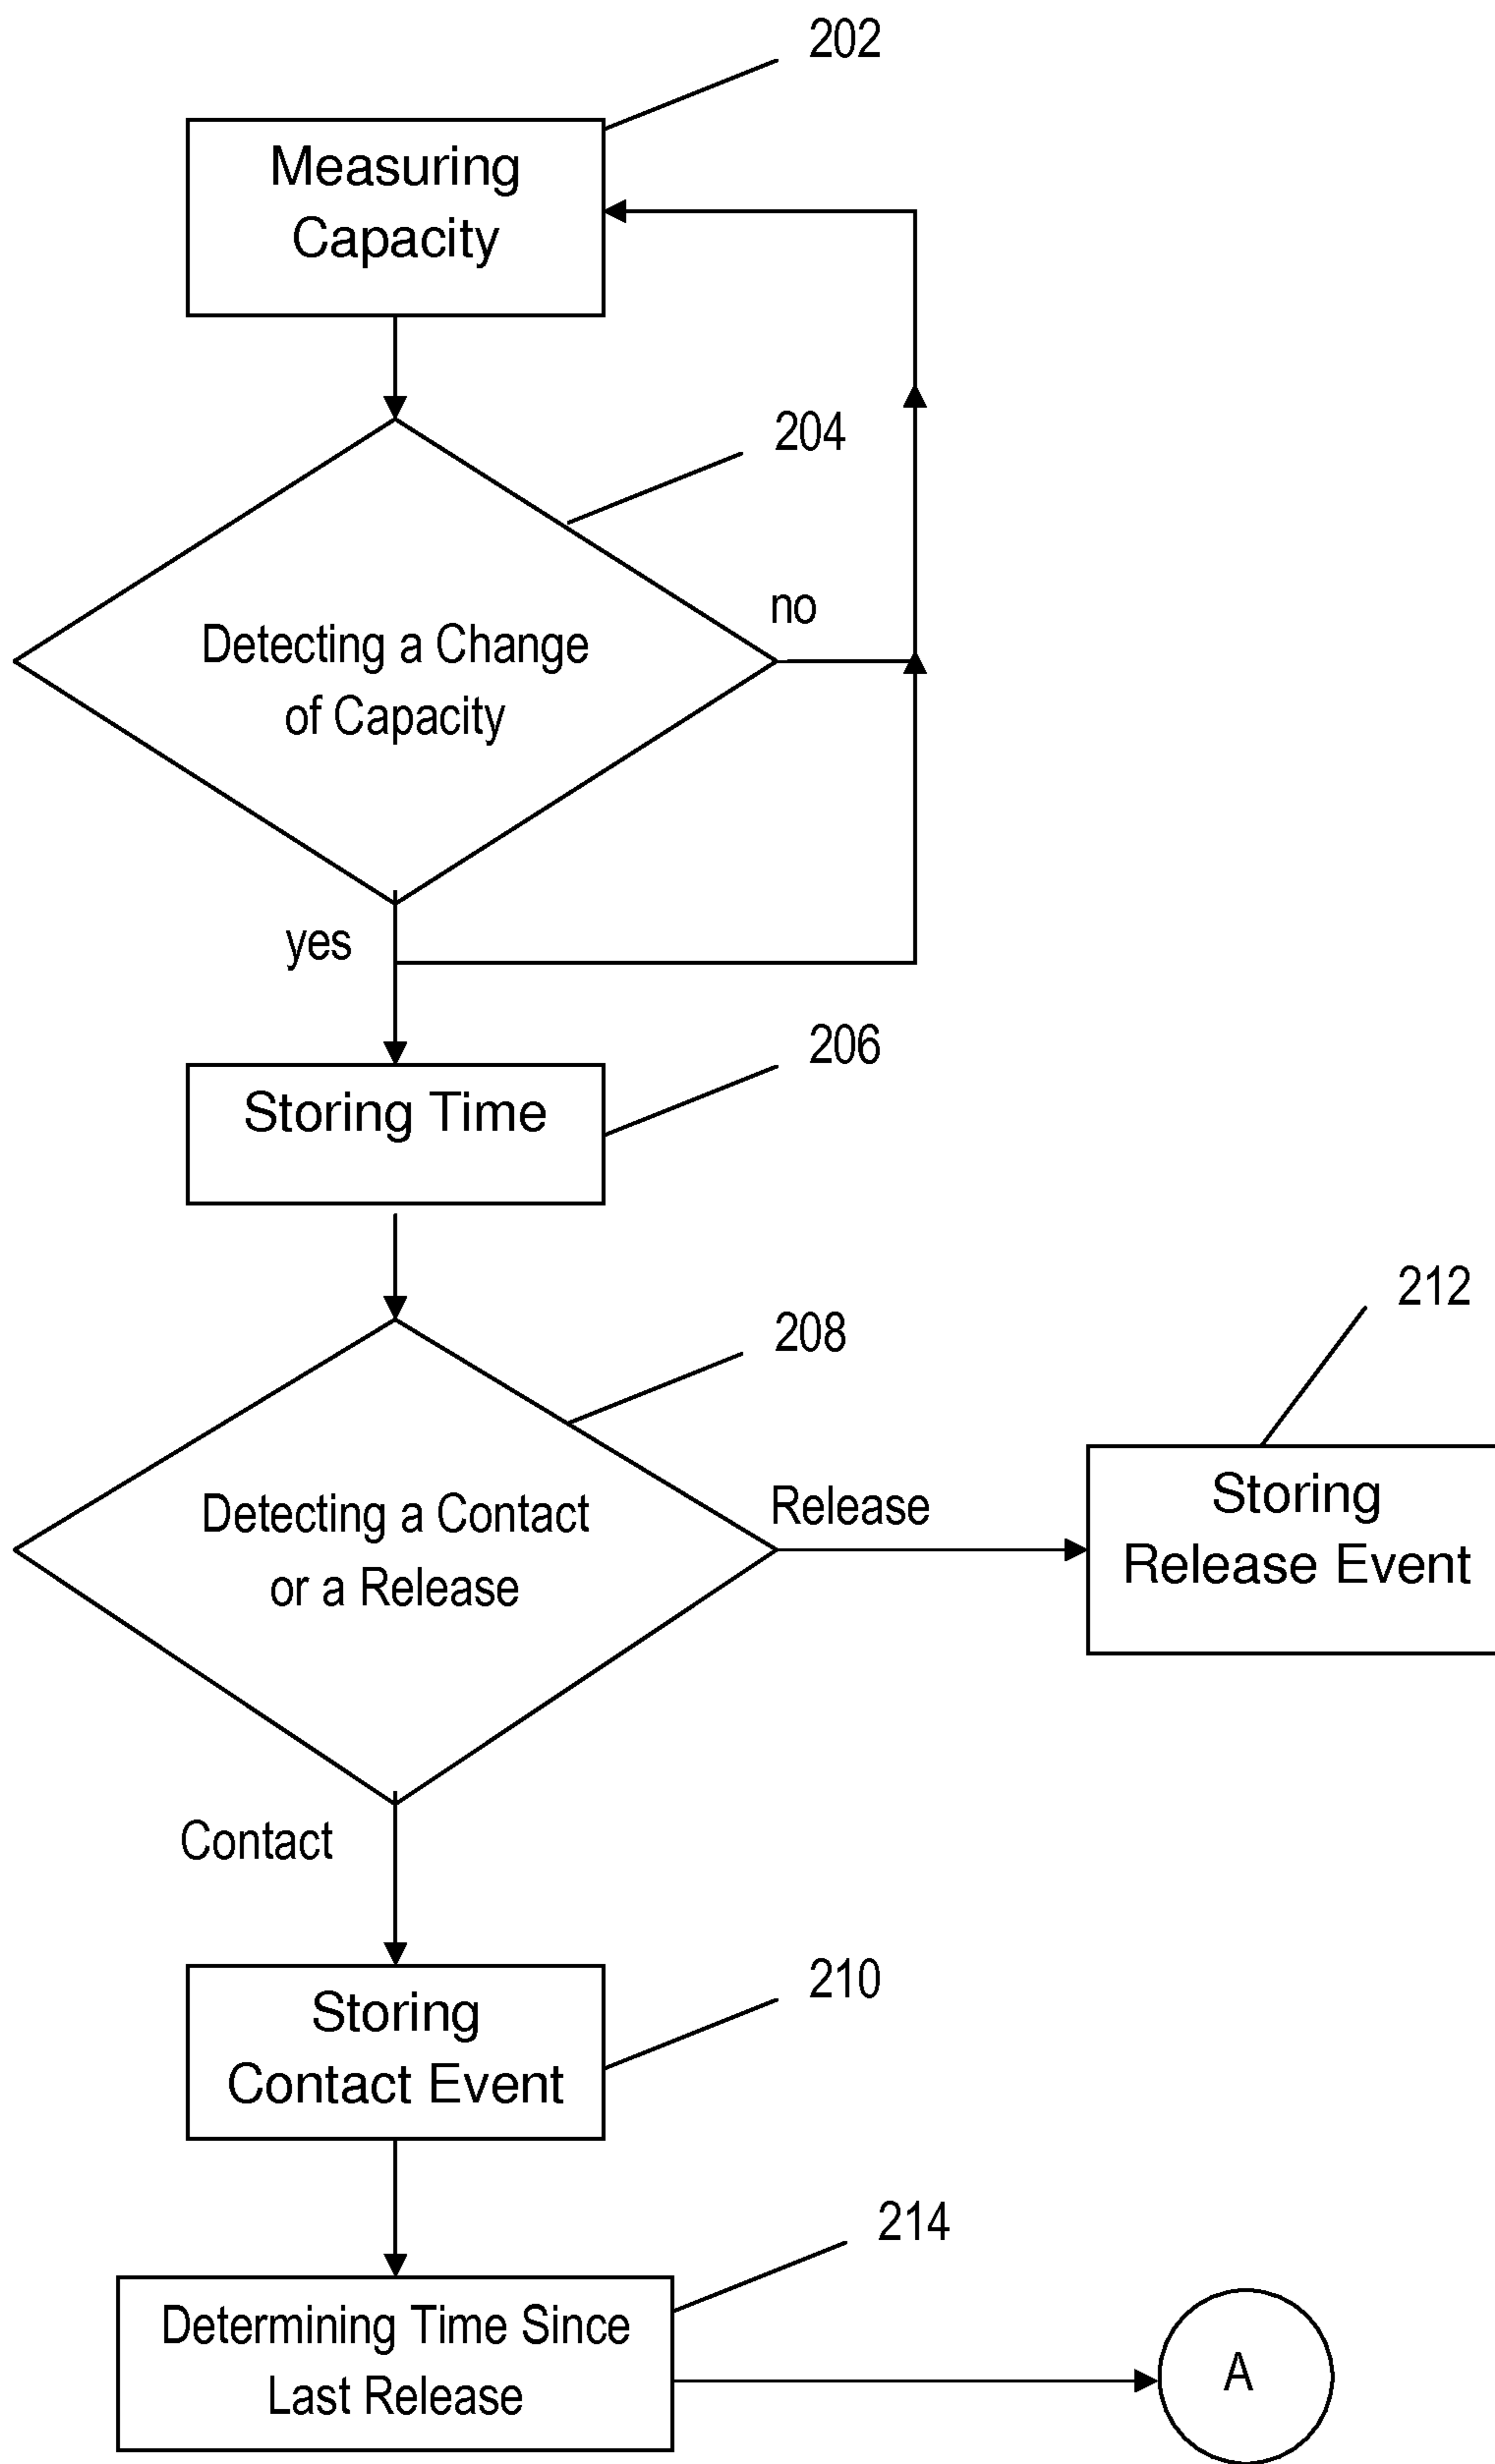 202
Measuring
Capacity
204
no
Detecting a Change
of Capacity
yes
206
Storing Time
212
208
Storing
Release Event
Release
Detecting a Contact
or a Release
Contact
210
Storing
Contact Event
214
Determining Time Since
Last Release
A